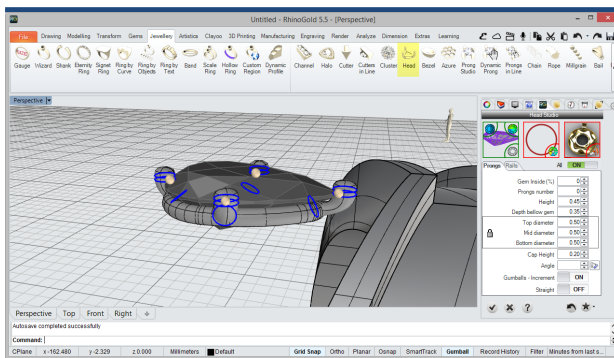 Untitled - RhinoGold 5.5 - [Perspective]
File Drawing Modelling Transform Gems Jewellery Artistics Clayoo 3D Printing Manufacturing Engraving Render Analyze Dimension Extras Learning
Gauge Wizard Shank Eternity Ring Signet Ring Ring by Curve Ring by Objects Ring by Text Band Scale Ring Hollow Ring Custom Region Dynamic Profile Channel Halo Cutter Cutters in Line Cluster Head Bezel Azure Prong Studio Dynamic Prong Prongs in Line Chain Rope Milligrain Bail
Perspective
Head Studio
Prongs Rails All ON
Gem Inside (%) 0
Prongs number 0
Height 0.45
Depth bellow gem 0.35
Top diameter 0.50
Mid diameter 0.50
Bottom diameter 0.50
Cap Height 0.20
Angle
Gumballs - Increment ON
Straight OFF
Perspective Top Front Right
Autosave completed successfully
Command:
CPlane x -162.480 y -2.329 z 0.000 Millimeters Default Grid Snap Ortho Planar Osnap SmartTrack Gumball Record History Filter Minutes from last s...